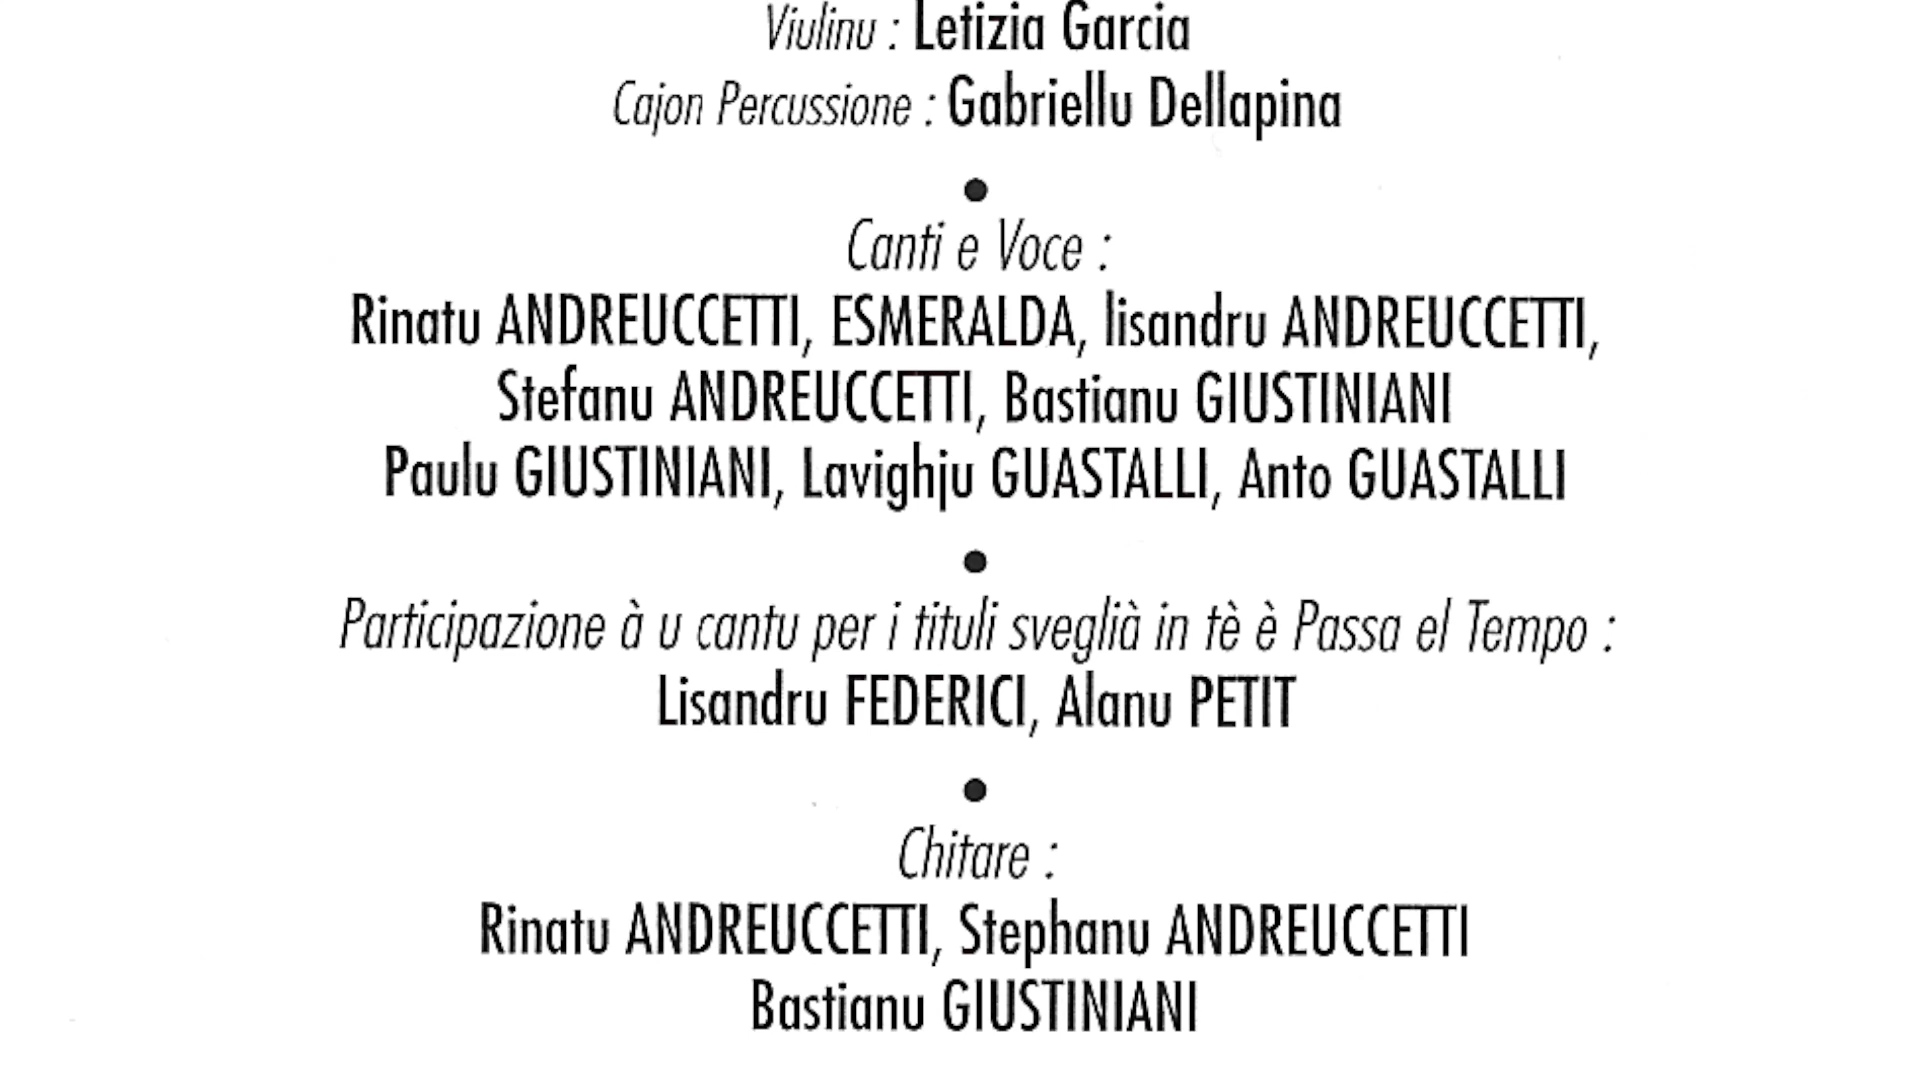 Viulinu : Letizia Garcia
Cajon Percussione : Gabriellu Dellapina
•
Canti e Voce :
Rinatu ANDREUCCETTI, ESMERALDA, lisandru ANDREUCCETTI,
Stefanu ANDREUCCETTI, Bastianu GIUSTINIANI
Paulu GIUSTINIANI, Lavighju GUASTALLI, Anto GUASTALLI
•
Participazione à u cantu per i tituli sveglià in tè è Passa el Tempo :
Lisandru FEDERICI, Alanu PETIT
•
Chitare :
Rinatu ANDREUCCETTI, Stephanu ANDREUCCETTI
Bastianu GIUSTINIANI